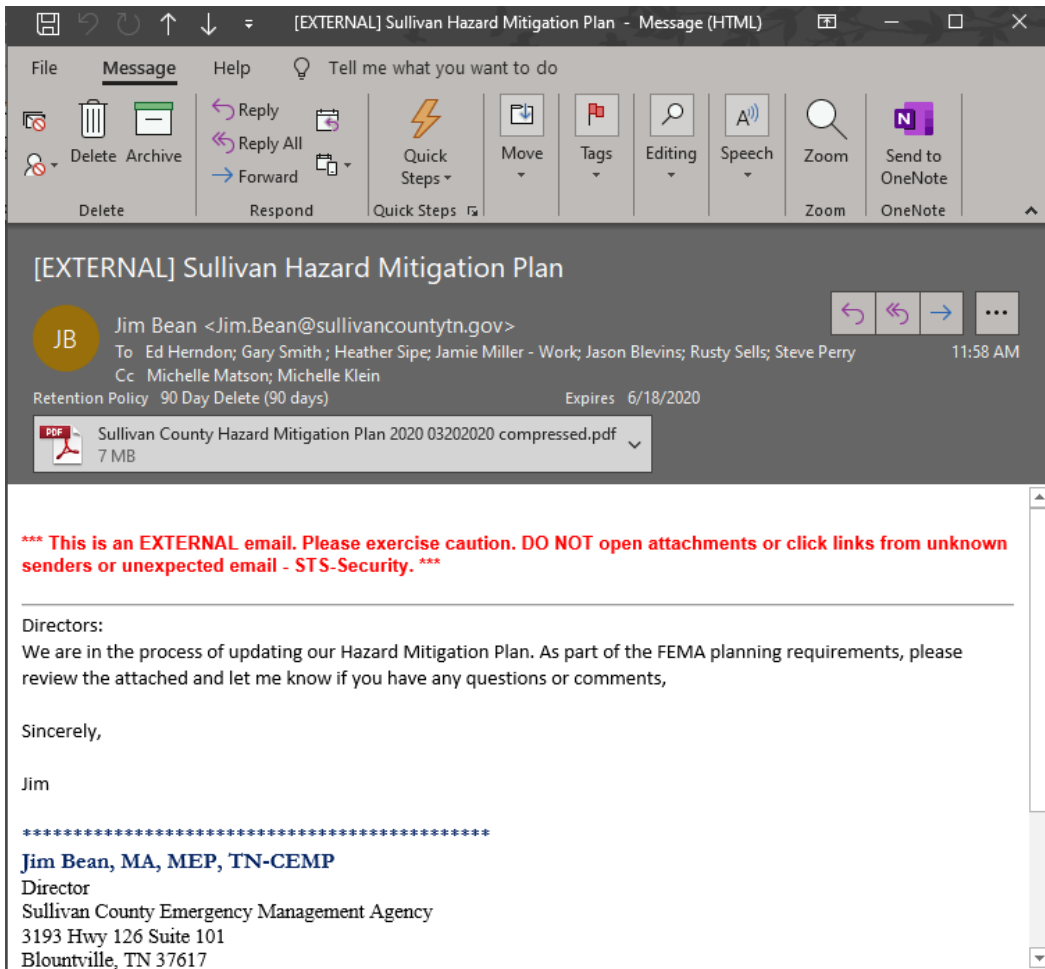 [EXTERNAL] Sullivan Hazard Mitigation Plan - Message (HTML)
File Message Help Tell me what you want to do
Delete Archive
Reply
Reply All
Forward
Quick Steps
Move
Tags
Editing
Speech
Zoom
Send to OneNote
Delete Respond Quick Steps Zoom OneNote
[EXTERNAL] Sullivan Hazard Mitigation Plan
JB
Jim Bean <Jim.Bean@sullivancountytn.gov>
To Ed Herndon; Gary Smith ; Heather Sipe; Jamie Miller - Work; Jason Blevins; Rusty Sells; Steve Perry 11:58 AM
Cc Michelle Matson; Michelle Klein
Retention Policy 90 Day Delete (90 days) Expires 6/18/2020
PDF
Sullivan County Hazard Mitigation Plan 2020 03202020 compressed.pdf
7 MB
*** This is an EXTERNAL email. Please exercise caution. DO NOT open attachments or click links from unknown
senders or unexpected email - STS-Security. ***
Directors:
We are in the process of updating our Hazard Mitigation Plan. As part of the FEMA planning requirements, please
review the attached and let me know if you have any questions or comments,
Sincerely,
Jim
***********************************************
Jim Bean, MA, MEP, TN-CEMP
Director
Sullivan County Emergency Management Agency
3193 Hwy 126 Suite 101
Blountville, TN 37617